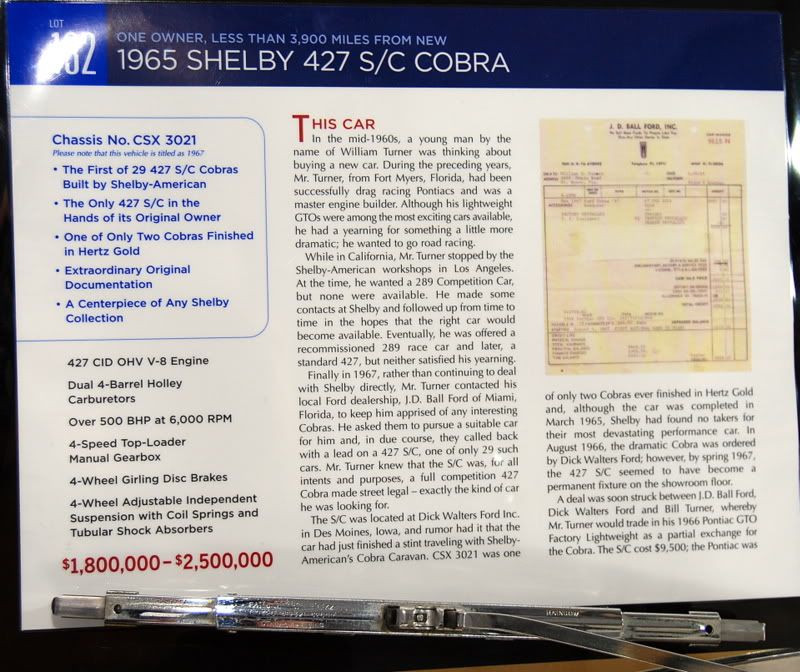 LOT
162
ONE OWNER, LESS THAN 3,900 MILES FROM NEW
1965 SHELBY 427 S/C COBRA
Chassis No. CSX 3021
Please note that this vehicle is titled as 1967
• The First of 29 427 S/C Cobras
Built by Shelby-American
• The Only 427 S/C in the
Hands of its Original Owner
• One of Only Two Cobras Finished
in Hertz Gold
• Extraordinary Original
Documentation
• A Centerpiece of Any Shelby
Collection
427 CID OHV V-8 Engine
Dual 4-Barrel Holley
Carburetors
Over 500 BHP at 6,000 RPM
4-Speed Top-Loader
Manual Gearbox
4-Wheel Girling Disc Brakes
4-Wheel Adjustable Independent
Suspension with Coil Springs and
Tubular Shock Absorbers
$1,800,000–$2,500,000
THIS CAR
In the mid-1960s, a young man by the
name of William Turner was thinking about
buying a new car. During the preceding years,
Mr. Turner, from Fort Myers, Florida, had been
successfully drag racing Pontiacs and was a
master engine builder. Although his lightweight
GTOs were among the most exciting cars available,
he had a yearning for something a little more
dramatic; he wanted to go road racing.
While in California, Mr. Turner stopped by the
Shelby-American workshops in Los Angeles.
At the time, he wanted a 289 Competition Car,
but none were available. He made some
contacts at Shelby and followed up from time to
time in the hopes that the right car would
become available. Eventually, he was offered a
recommissioned 289 race car and later, a
standard 427, but neither satisfied his yearning.
Finally in 1967, rather than continuing to deal
with Shelby directly, Mr. Turner contacted his
local Ford dealership, J.D. Ball Ford of Miami,
Florida, to keep him apprised of any interesting
Cobras. He asked them to pursue a suitable car
for him and, in due course, they called back
with a lead on a 427 S/C, one of only 29 such
cars. Mr. Turner knew that the S/C was, for all
intents and purposes, a full competition 427
Cobra made street legal – exactly the kind of car
he was looking for.
The S/C was located at Dick Walters Ford Inc.
in Des Moines, Iowa, and rumor had it that the
car had just finished a stint traveling with Shelby-
American's Cobra Caravan. CSX 3021 was one
J. D. BALL FORD, INC.
of only two Cobras ever finished in Hertz Gold
and, although the car was completed in
March 1965, Shelby had found no takers for
their most devastating performance car. In
August 1966, the dramatic Cobra was ordered
by Dick Walters Ford; however, by spring 1967,
the 427 S/C seemed to have become a
permanent fixture on the showroom floor.
A deal was soon struck between J.D. Ball Ford,
Dick Walters Ford and Bill Turner, whereby
Mr. Turner would trade in his 1966 Pontiac GTO
Factory Lightweight as a partial exchange for
the Cobra. The S/C cost $9,500; the Pontiac was
RAINBOW